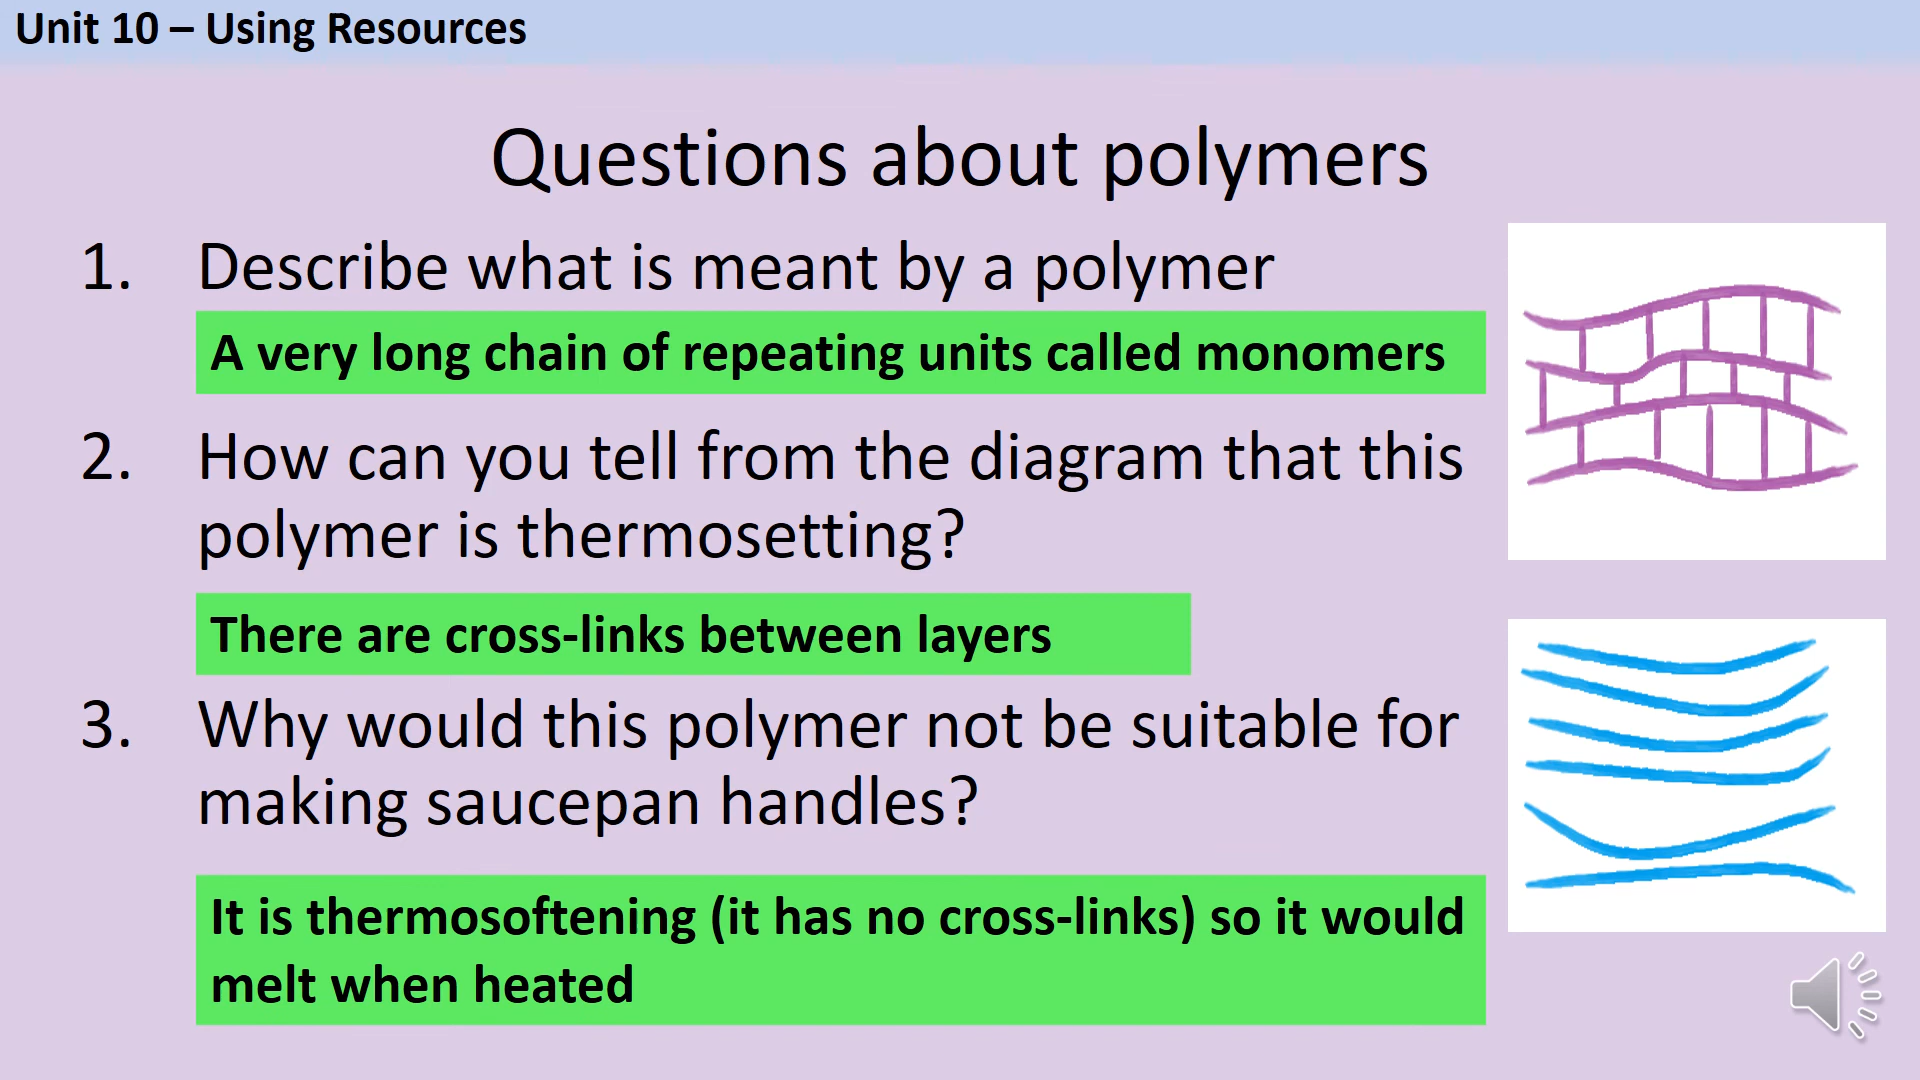 Unit 10 – Using Resources
Questions about polymers
1. Describe what is meant by a polymer
A very long chain of repeating units called monomers
2. How can you tell from the diagram that this
polymer is thermosetting?
There are cross-links between layers
3. Why would this polymer not be suitable for
making saucepan handles?
It is thermosoftening (it has no cross-links) so it would
melt when heated